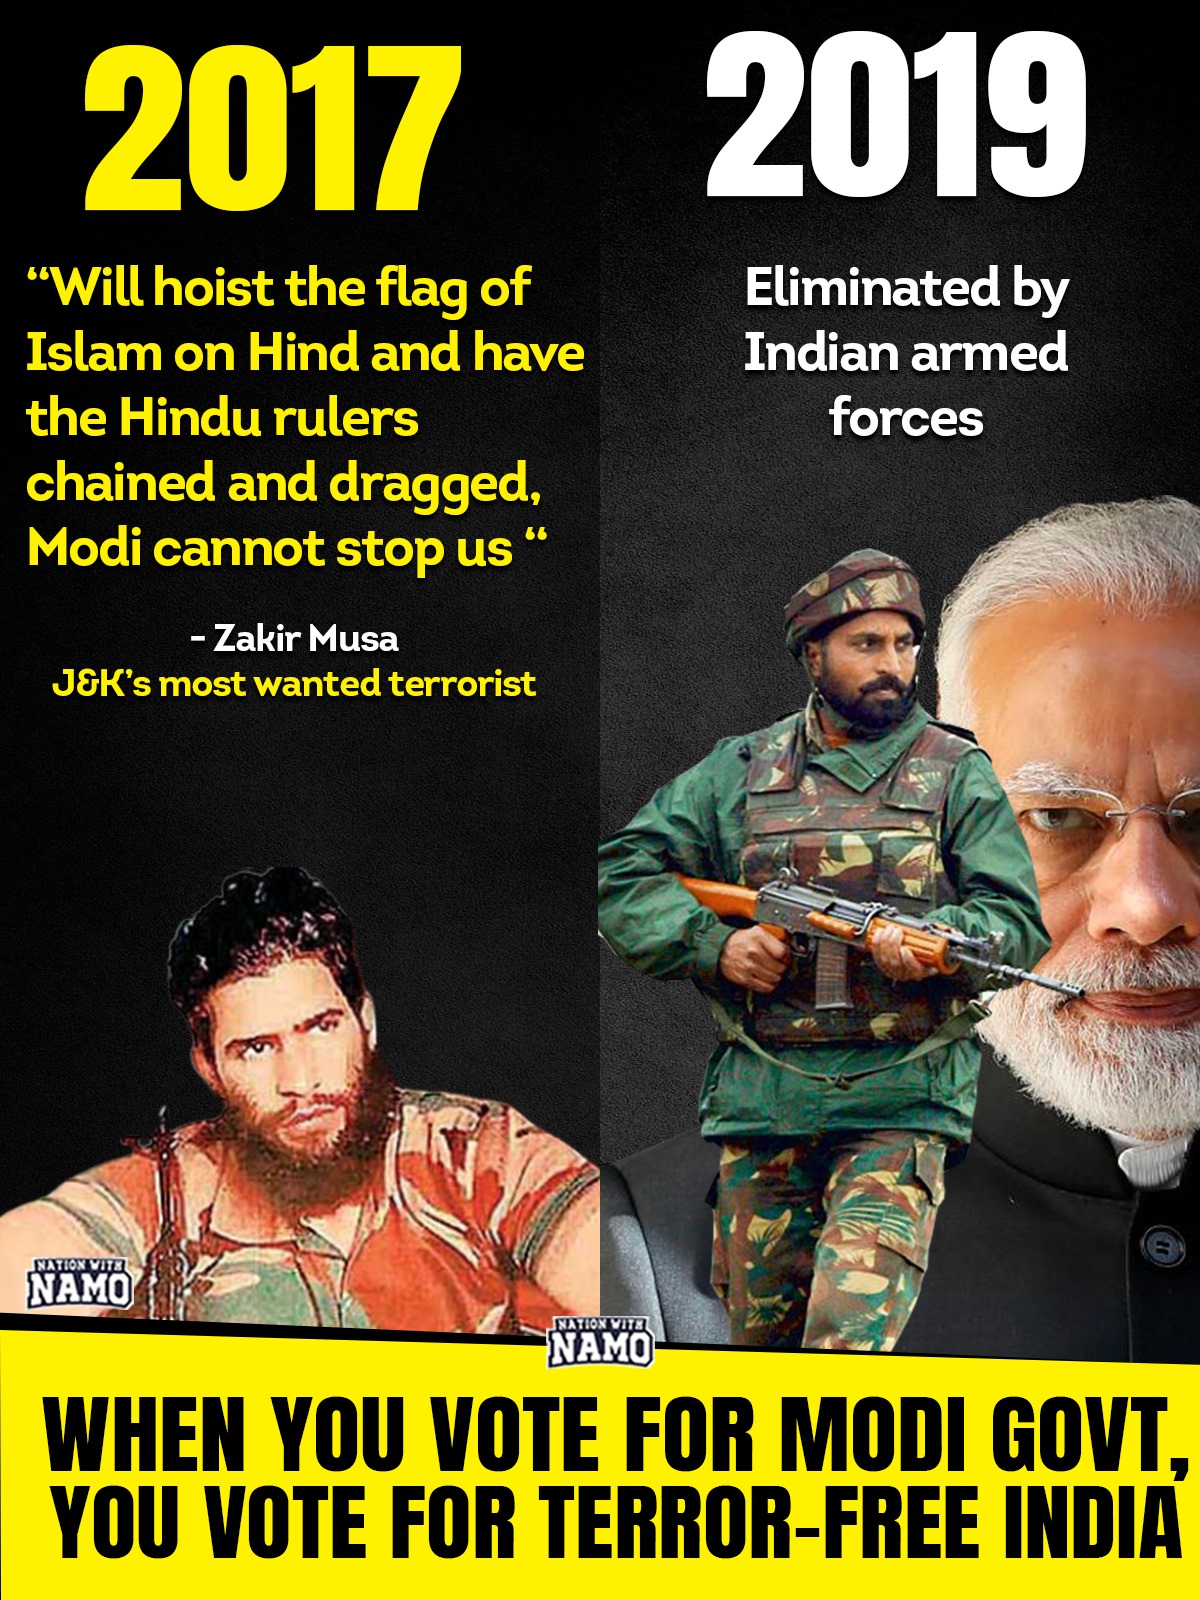 2017
“Will hoist the flag of
Islam on Hind and have
the Hindu rulers
chained and dragged,
Modi cannot stop us “
- Zakir Musa
J&K’s most wanted terrorist
2019
Eliminated by
Indian armed
forces
NATION WITH
NAMO
NATION WITH
NAMO
WHEN YOU VOTE FOR MODI GOVT,
YOU VOTE FOR TERROR-FREE INDIA